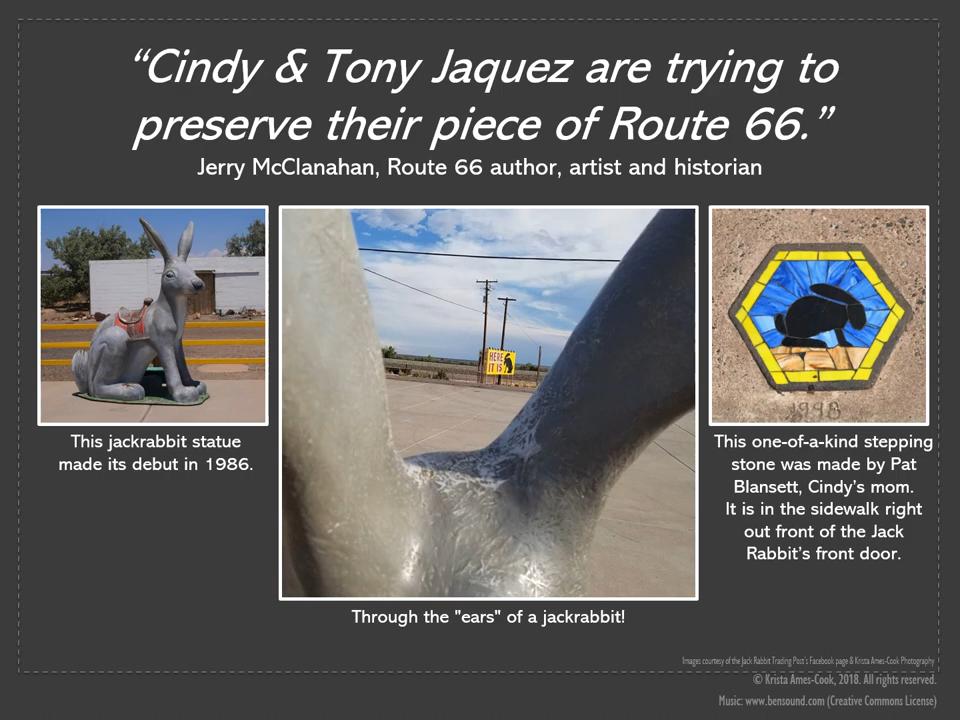 “Cindy & Tony Jaquez are trying to
preserve their piece of Route 66.”
Jerry McClanahan, Route 66 author, artist and historian
HERE
IT IS
1998
This jackrabbit statue
made its debut in 1986.
This one-of-a-kind stepping
stone was made by Pat
Blansett, Cindy’s mom.
It is in the sidewalk right
out front of the Jack
Rabbit’s front door.
Through the "ears" of a jackrabbit!
Images courtesy of the Jack Rabbit Trading Post's Facebook page & Krista Ames-Cook Photography
© Krista Ames-Cook, 2018. All rights reserved.
Music: www.bensound.com (Creative Commons License)